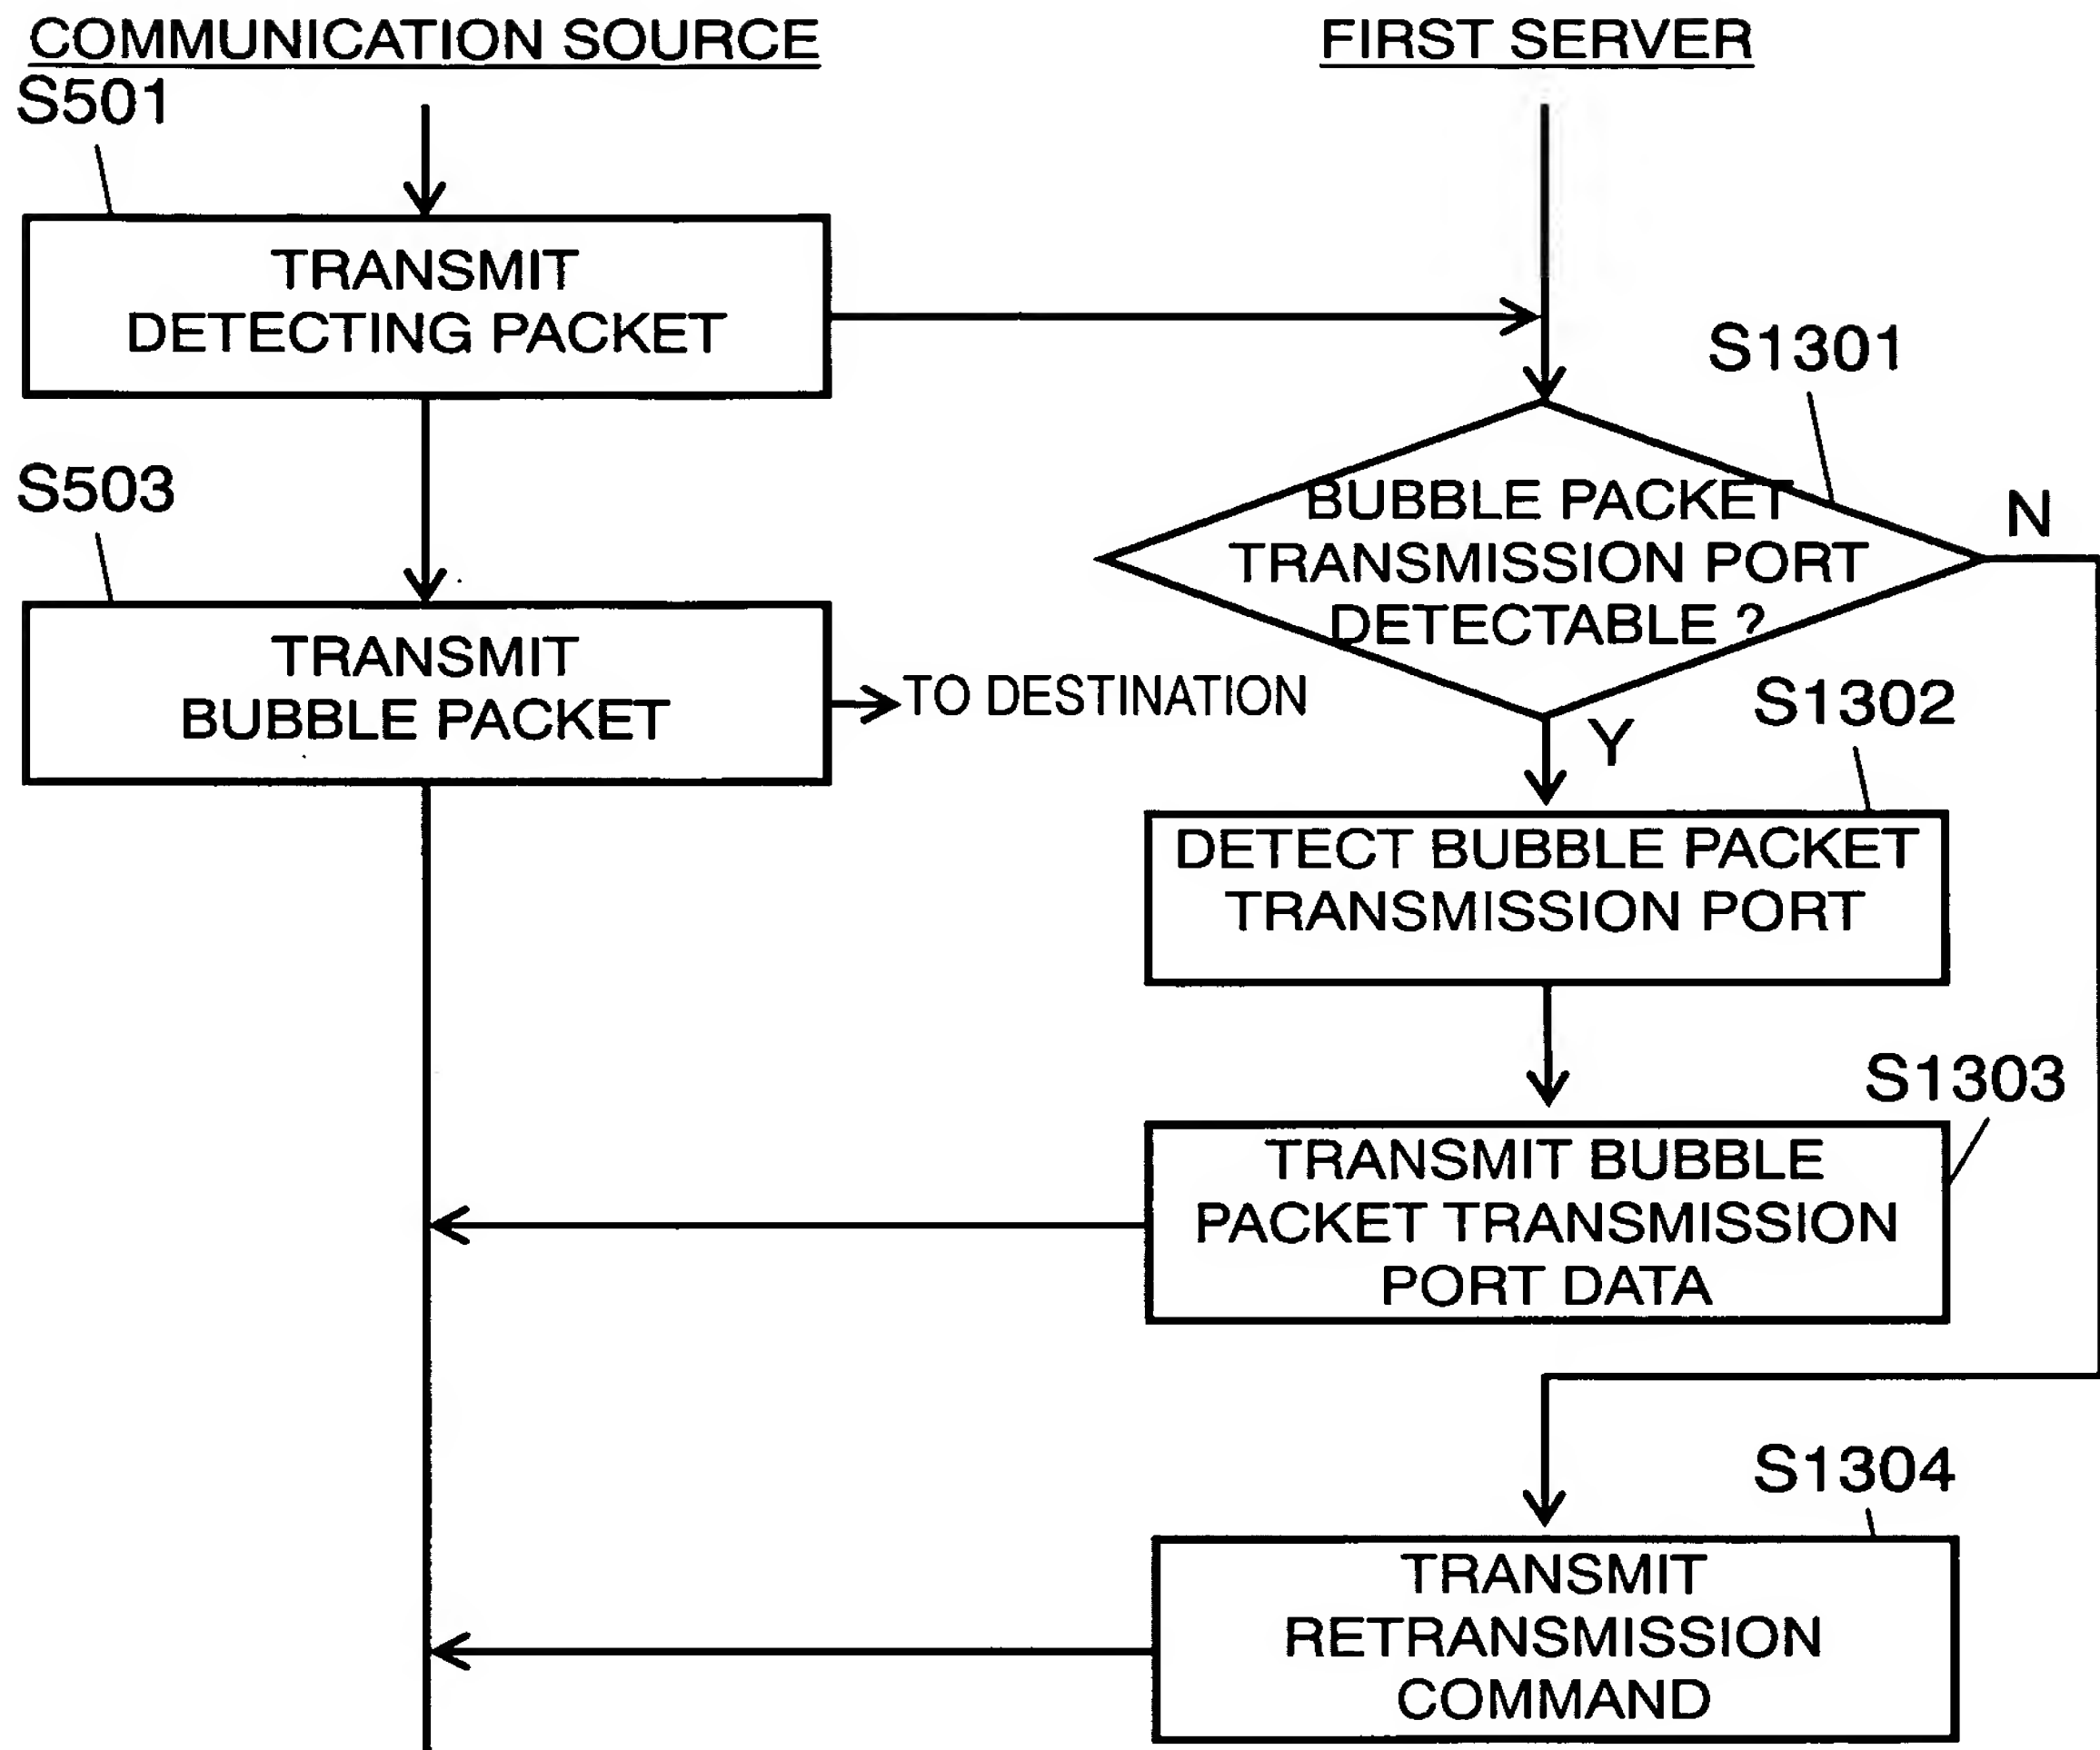 COMMUNICATION SOURCE
FIRST SERVER
S501
TRANSMIT
DETECTING PACKET
S1301
S503
BUBBLE PACKET
TRANSMISSION PORT
DETECTABLE ?
N
TRANSMIT
BUBBLE PACKET
TO DESTINATION
Y
S1302
DETECT BUBBLE PACKET
TRANSMISSION PORT
S1303
TRANSMIT BUBBLE
PACKET TRANSMISSION
PORT DATA
S1304
TRANSMIT
RETRANSMISSION
COMMAND